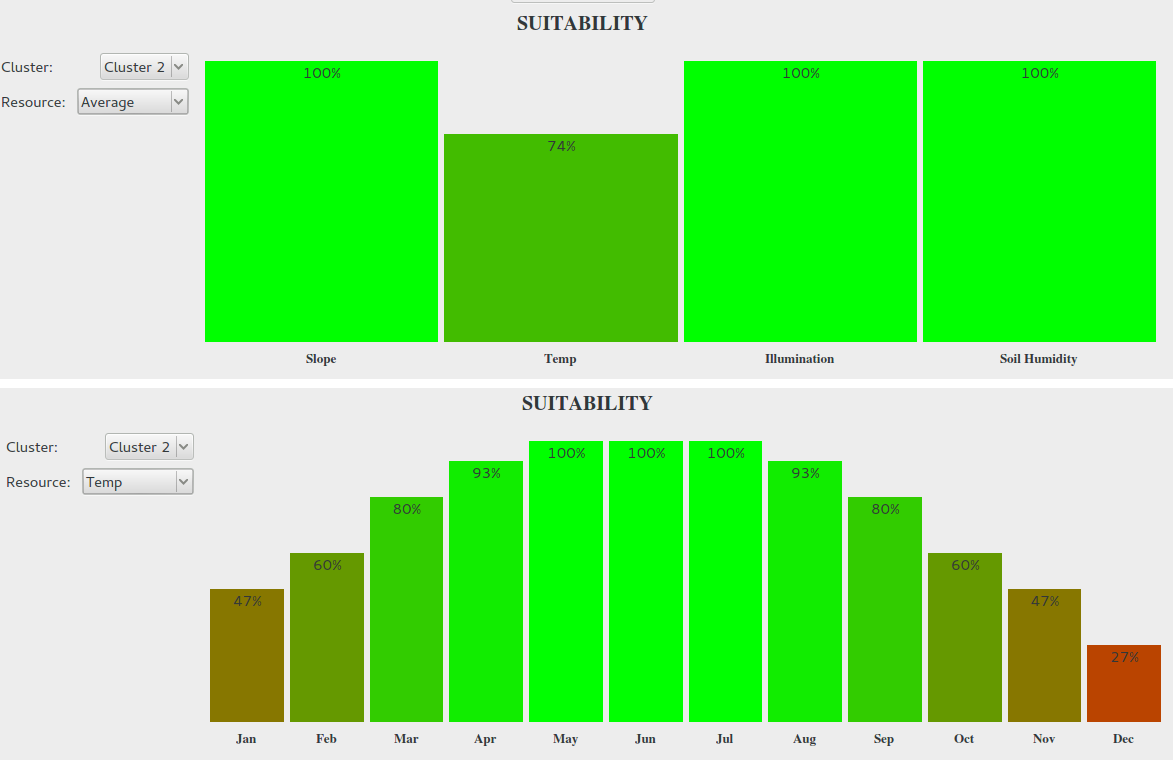 SUITABILITY
Cluster: Cluster 2
Resource: Average
100% 74% 100% 100%
Slope Temp Illumination Soil Humidity
SUITABILITY
Cluster: Cluster 2
Resource: Temp
47% 60% 80% 93% 100% 100% 100% 93% 80% 60% 47% 27%
Jan Feb Mar Apr May Jun Jul Aug Sep Oct Nov Dec